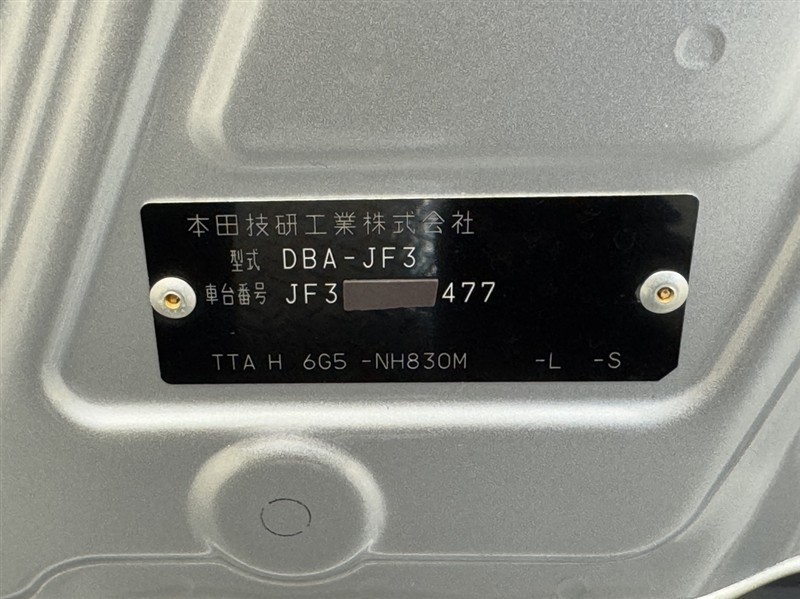 本田技研工業株式会社
型式 DBA-JF3
車台番号 JF3 477
TTA H 6G5 -NH830M -L -S